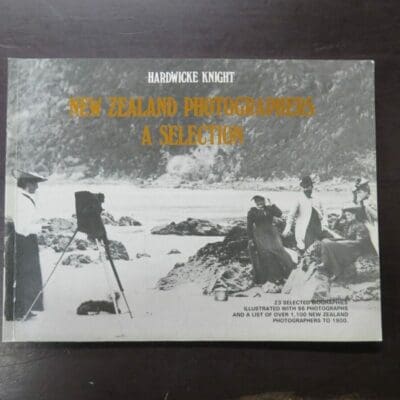 HARDWICKE KNIGHT
NEW ZEALAND PHOTOGRAPHERS
A SELECTION
23 SELECTED BIOGRAPHIES
ILLUSTRATED WITH 96 PHOTOGRAPHS
AND A LIST OF OVER 1,100 NEW ZEALAND
PHOTOGRAPHERS TO 1900.